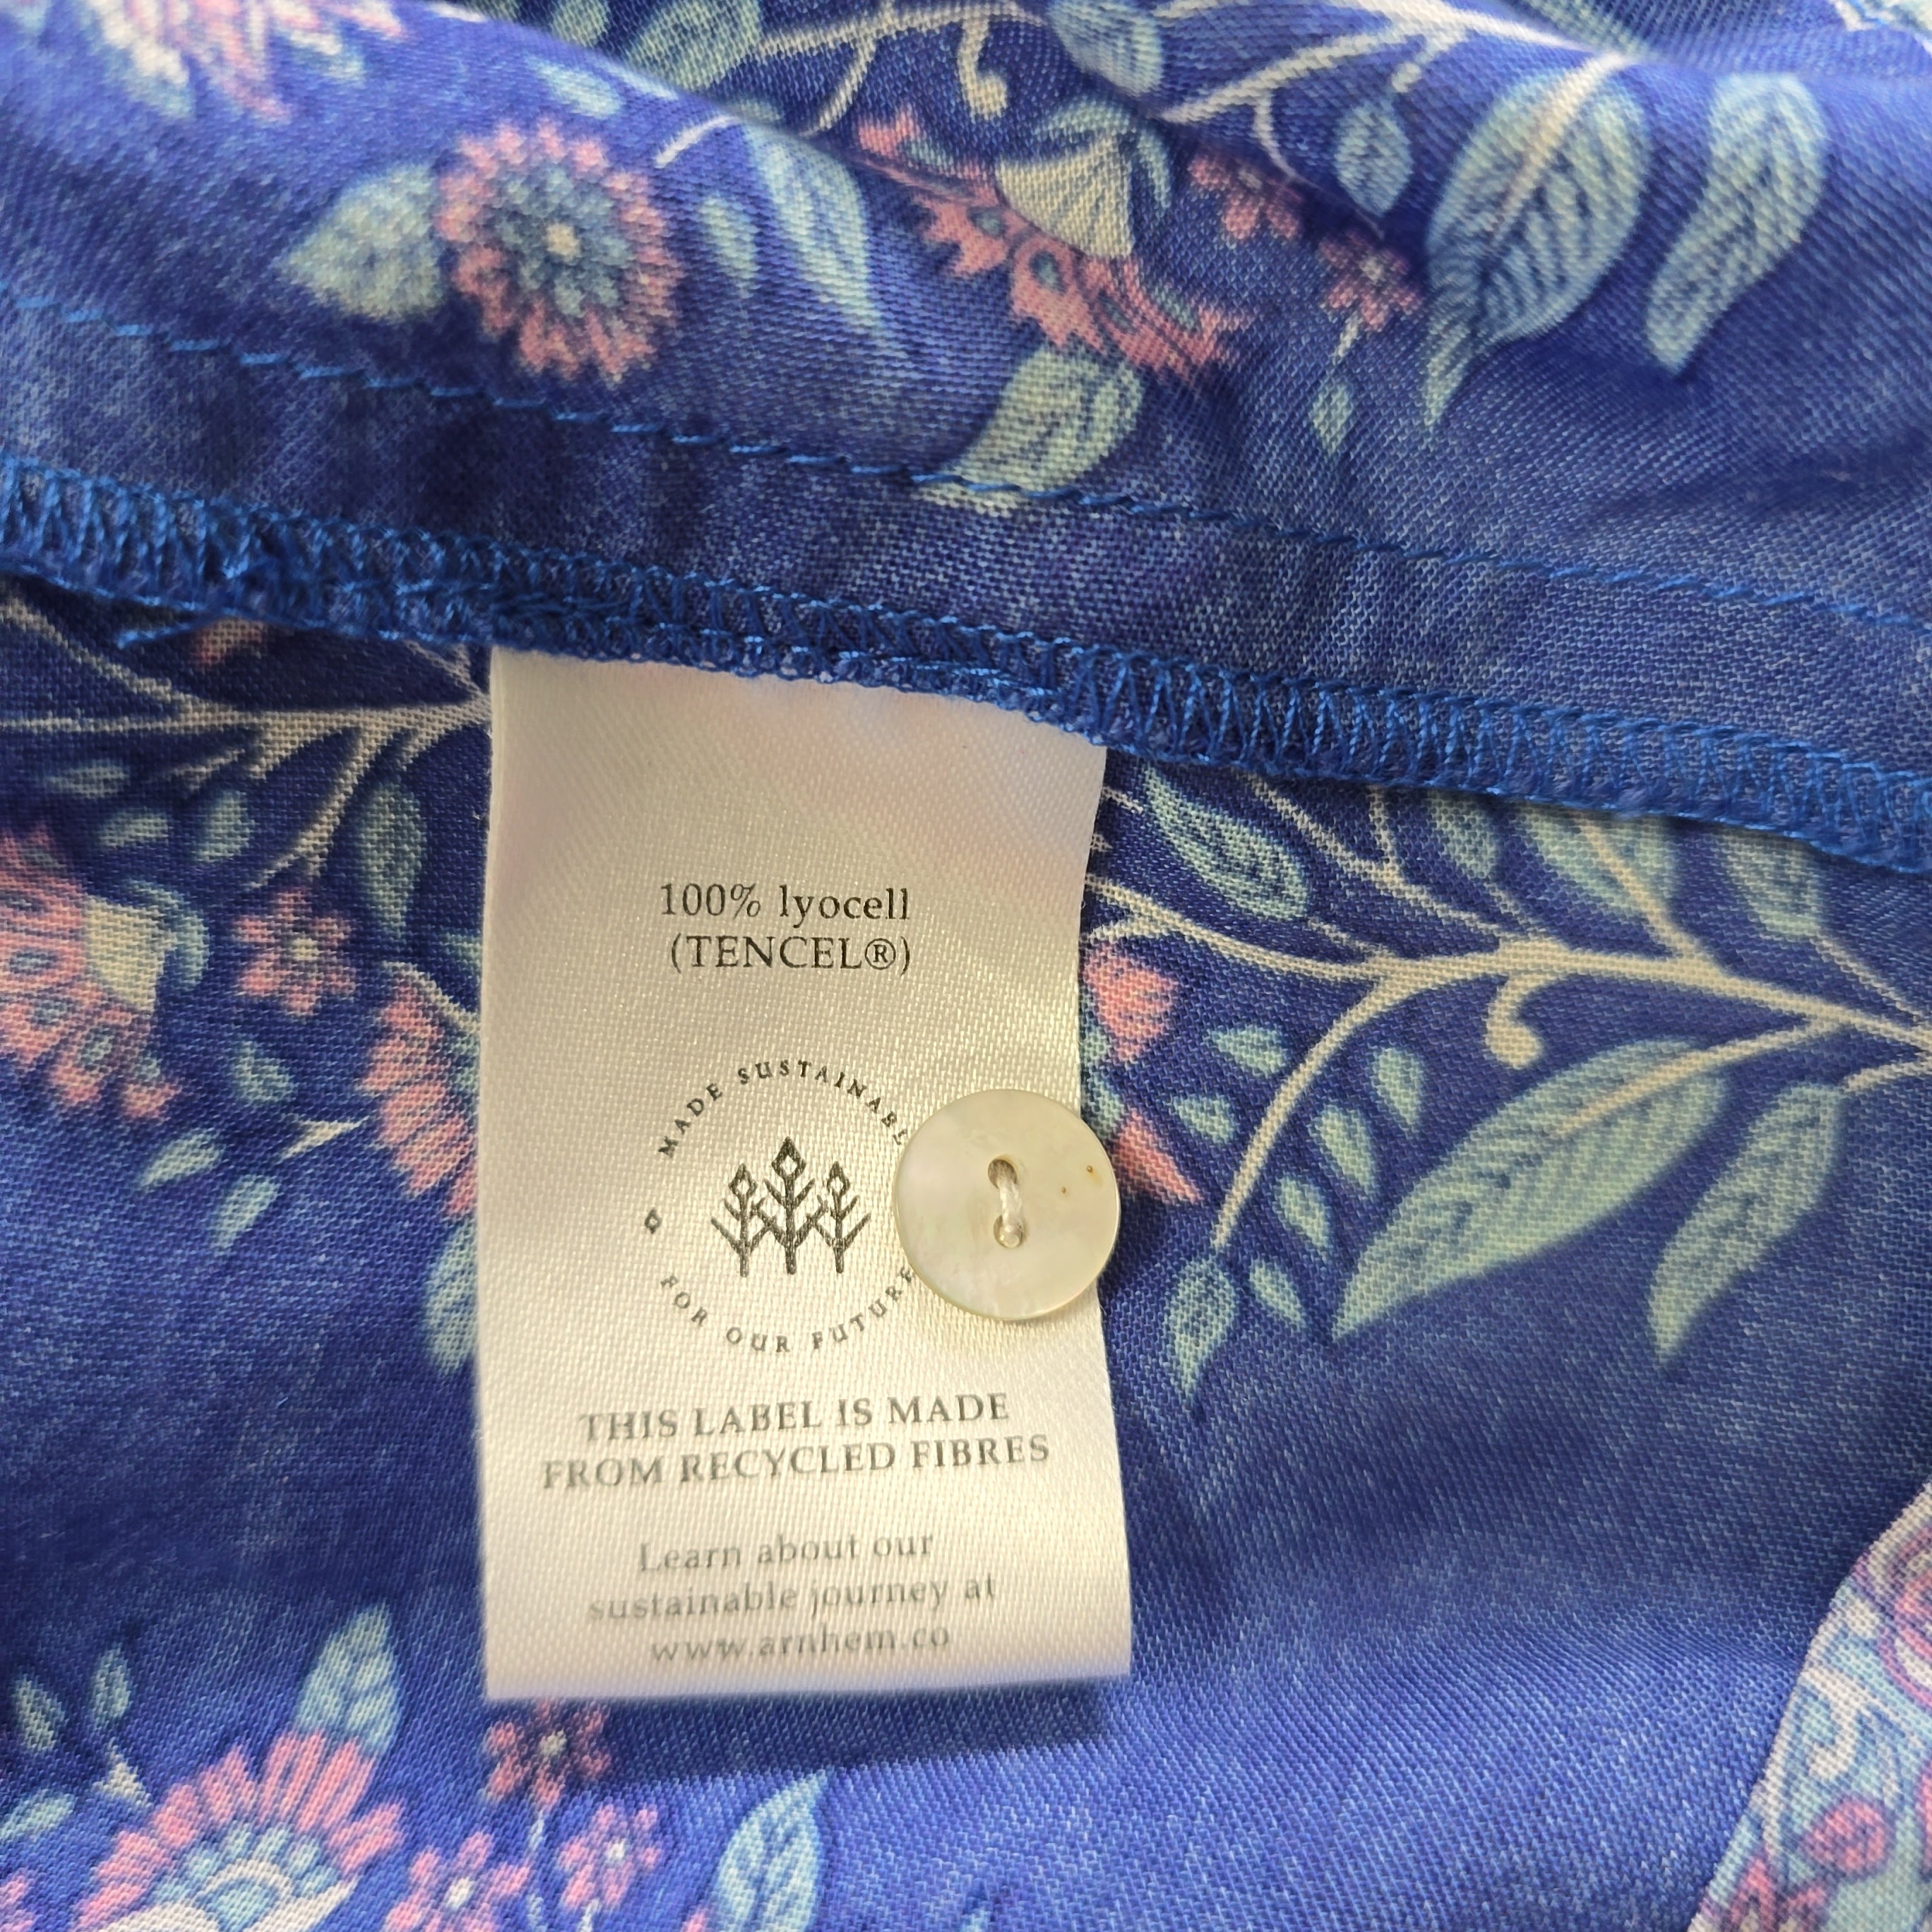 100% lyocell
(TENCEL®)
MADE SUSTAINABL
FOR OUR FUTURE
THIS LABEL IS MADE
FROM RECYCLED FIBRES
Learn about our
sustainable journey at
www.arnhem.co